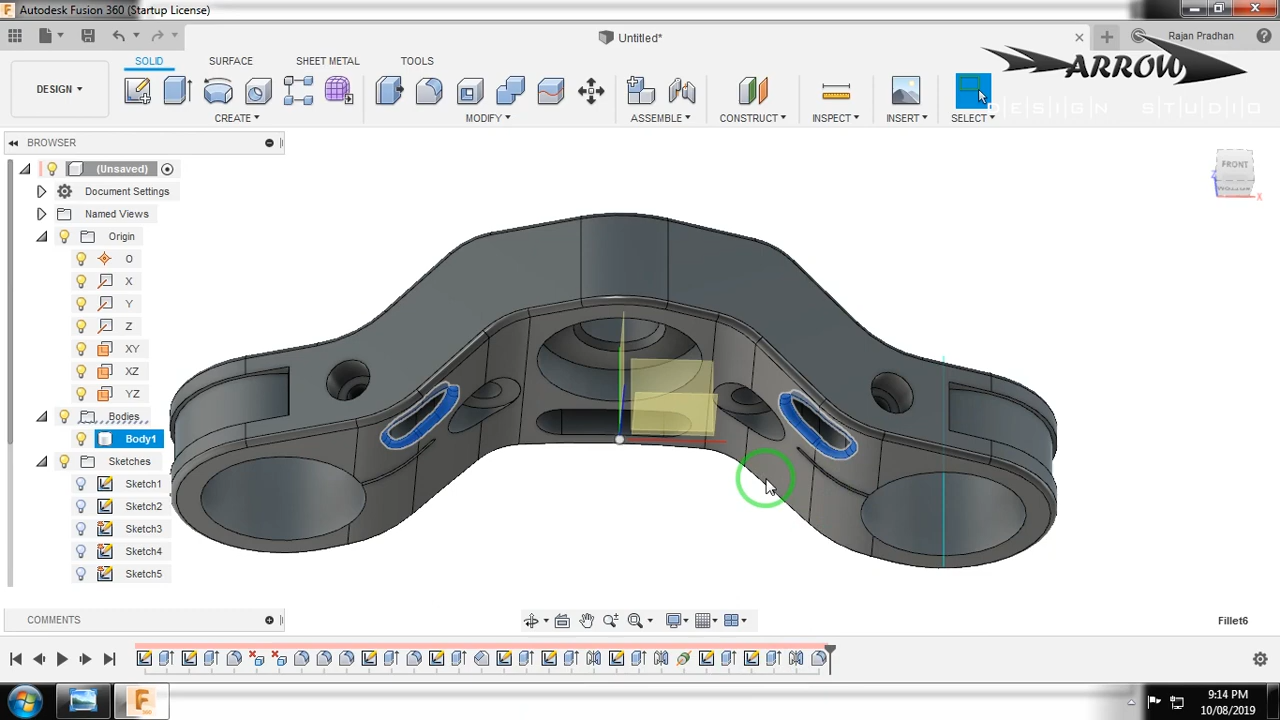 Autodesk Fusion 360 (Startup License)
Untitled*
Rajan Pradhan
ARROW
DESIGN STUDIO
SOLID
SURFACE
SHEET METAL
TOOLS
DESIGN
CREATE
MODIFY
ASSEMBLE
CONSTRUCT
INSPECT
INSERT
SELECT
BROWSER
(Unsaved)
Document Settings
Named Views
Origin
O
X
Y
Z
XY
XZ
YZ
Bodies
Body1
Sketches
Sketch1
Sketch2
Sketch3
Sketch4
Sketch5
FRONT
X
COMMENTS
Fillet6
9:14 PM
10/08/2019